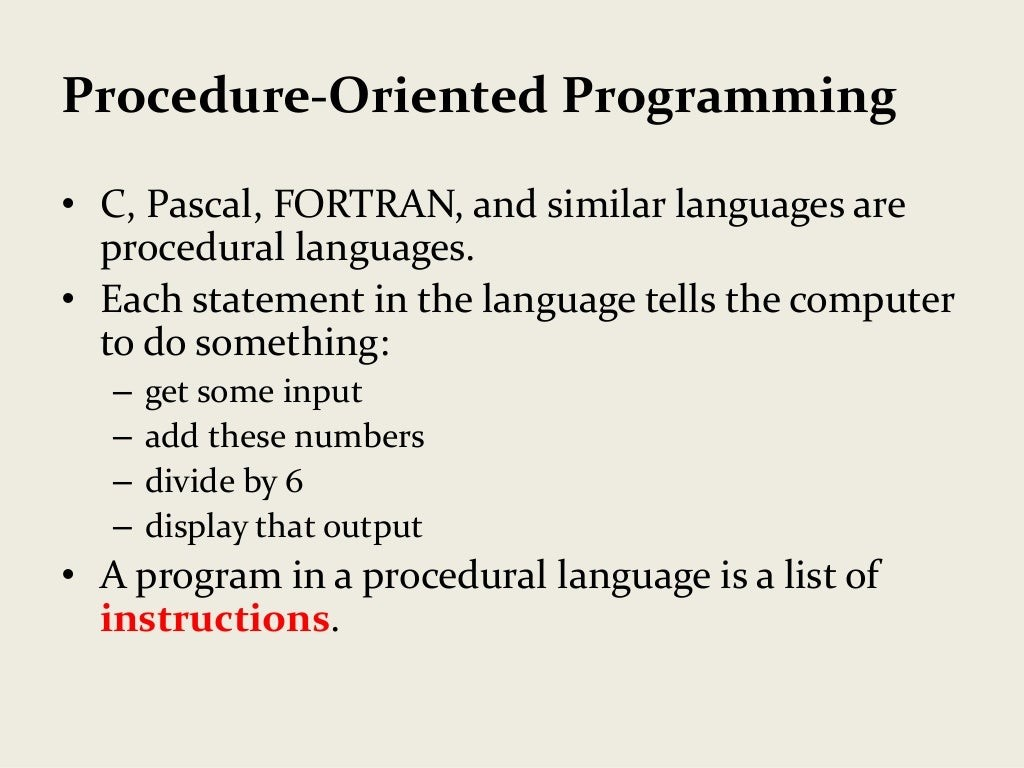 Procedure-Oriented Programming
• C, Pascal, FORTRAN, and similar languages are
procedural languages.
• Each statement in the language tells the computer
to do something:
– get some input
– add these numbers
– divide by 6
– display that output
• A program in a procedural language is a list of
instructions.